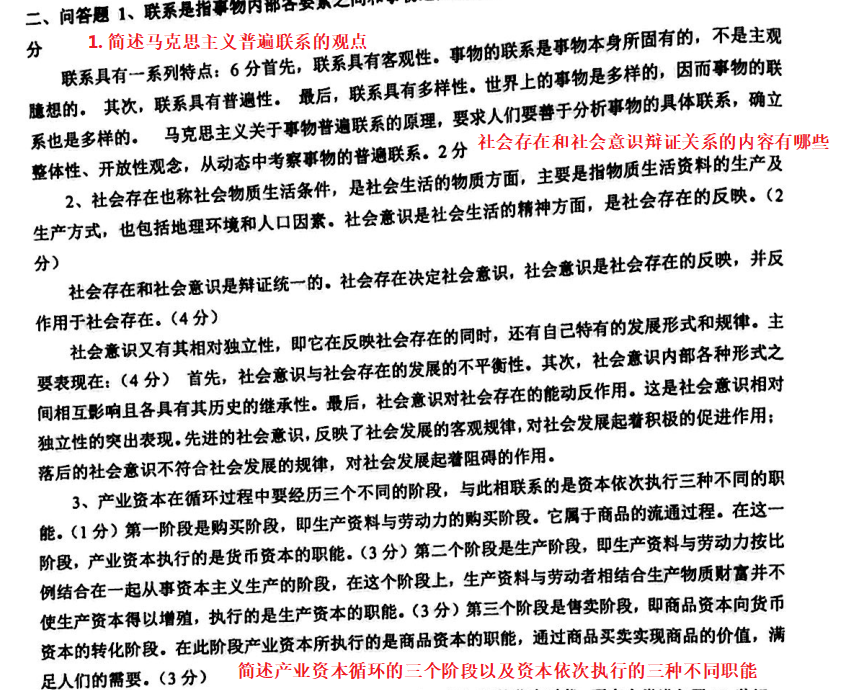 二、问答题 1、联系是指事物内部各要素之间和事物
分
1. 简述马克思主义普遍联系的观点
联系具有一系列特点：6 分首先，联系具有客观性。事物的联系是事物本身所固有的，不是主观
臆想的。 其次，联系具有普遍性。 最后，联系具有多样性。世界上的事物是多样的，因而事物的联
系也是多样的。 马克思主义关于事物普遍联系的原理，要求人们要善于分析事物的具体联系，确立
整体性、开放性观念，从动态中考察事物的普遍联系。2 分
社会存在和社会意识辩证关系的内容有哪些
2、社会存在也称社会物质生活条件，是社会生活的物质方面，主要是指物质生活资料的生产及
生产方式，也包括地理环境和人口因素。社会意识是社会生活的精神方面，是社会存在的反映。（2
分）
社会存在和社会意识是辩证统一的。社会存在决定社会意识，社会意识是社会存在的反映，并反
作用于社会存在。（4 分）
社会意识又有其相对独立性，即它在反映社会存在的同时，还有自己特有的发展形式和规律。主
要表现在：（4 分） 首先，社会意识与社会存在的发展的不平衡性。其次，社会意识内部各种形式之
间相互影响且各具有其历史的继承性。最后，社会意识对社会存在的能动反作用。这是社会意识相对
独立性的突出表现。先进的社会意识，反映了社会发展的客观规律，对社会发展起着积极的促进作用；
落后的社会意识不符合社会发展的规律，对社会发展起着阻碍的作用。
3、产业资本在循环过程中要经历三个不同的阶段，与此相联系的是资本依次执行三种不同的职
能。（1 分）第一阶段是购买阶段，即生产资料与劳动力的购买阶段。它属于商品的流通过程。在这一
阶段，产业资本执行的是货币资本的职能。（3 分）第二个阶段是生产阶段，即生产资料与劳动力按比
例结合在一起从事资本主义生产的阶段，在这个阶段上，生产资料与劳动者相结合生产物质财富并不
使生产资本得以增殖，执行的是生产资本的职能。（3 分）第三个阶段是售卖阶段，即商品资本向货币
资本的转化阶段。在此阶段产业资本所执行的是商品资本的职能，通过商品买卖实现商品的价值，满
足人们的需要。（3 分）
简述产业资本循环的三个阶段以及资本依次执行的三种不同职能